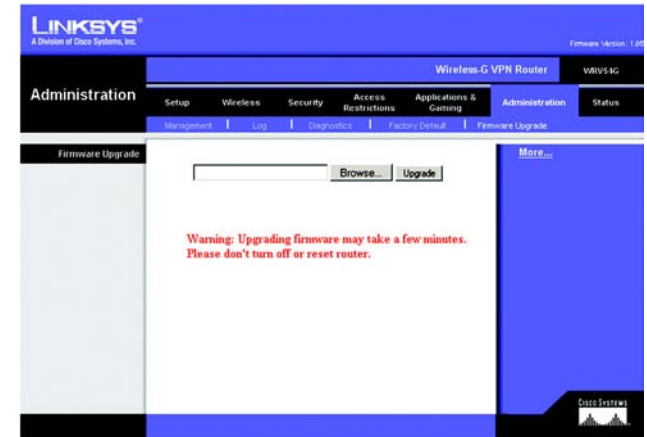 LINKSYS®
A Division of Cisco Systems, Inc.
Firmware Version: 1.05
Wireless-G VPN Router WRV54G
Administration
Setup Wireless Security Access Restrictions Applications & Gaming Administration Status
Management | Log | Diagnostics | Factory Default | Firmware Upgrade
Firmware Upgrade
Browse... Upgrade
More...
Warning: Upgrading firmware may take a few minutes.
Please don't turn off or reset router.
CISCO SYSTEMS